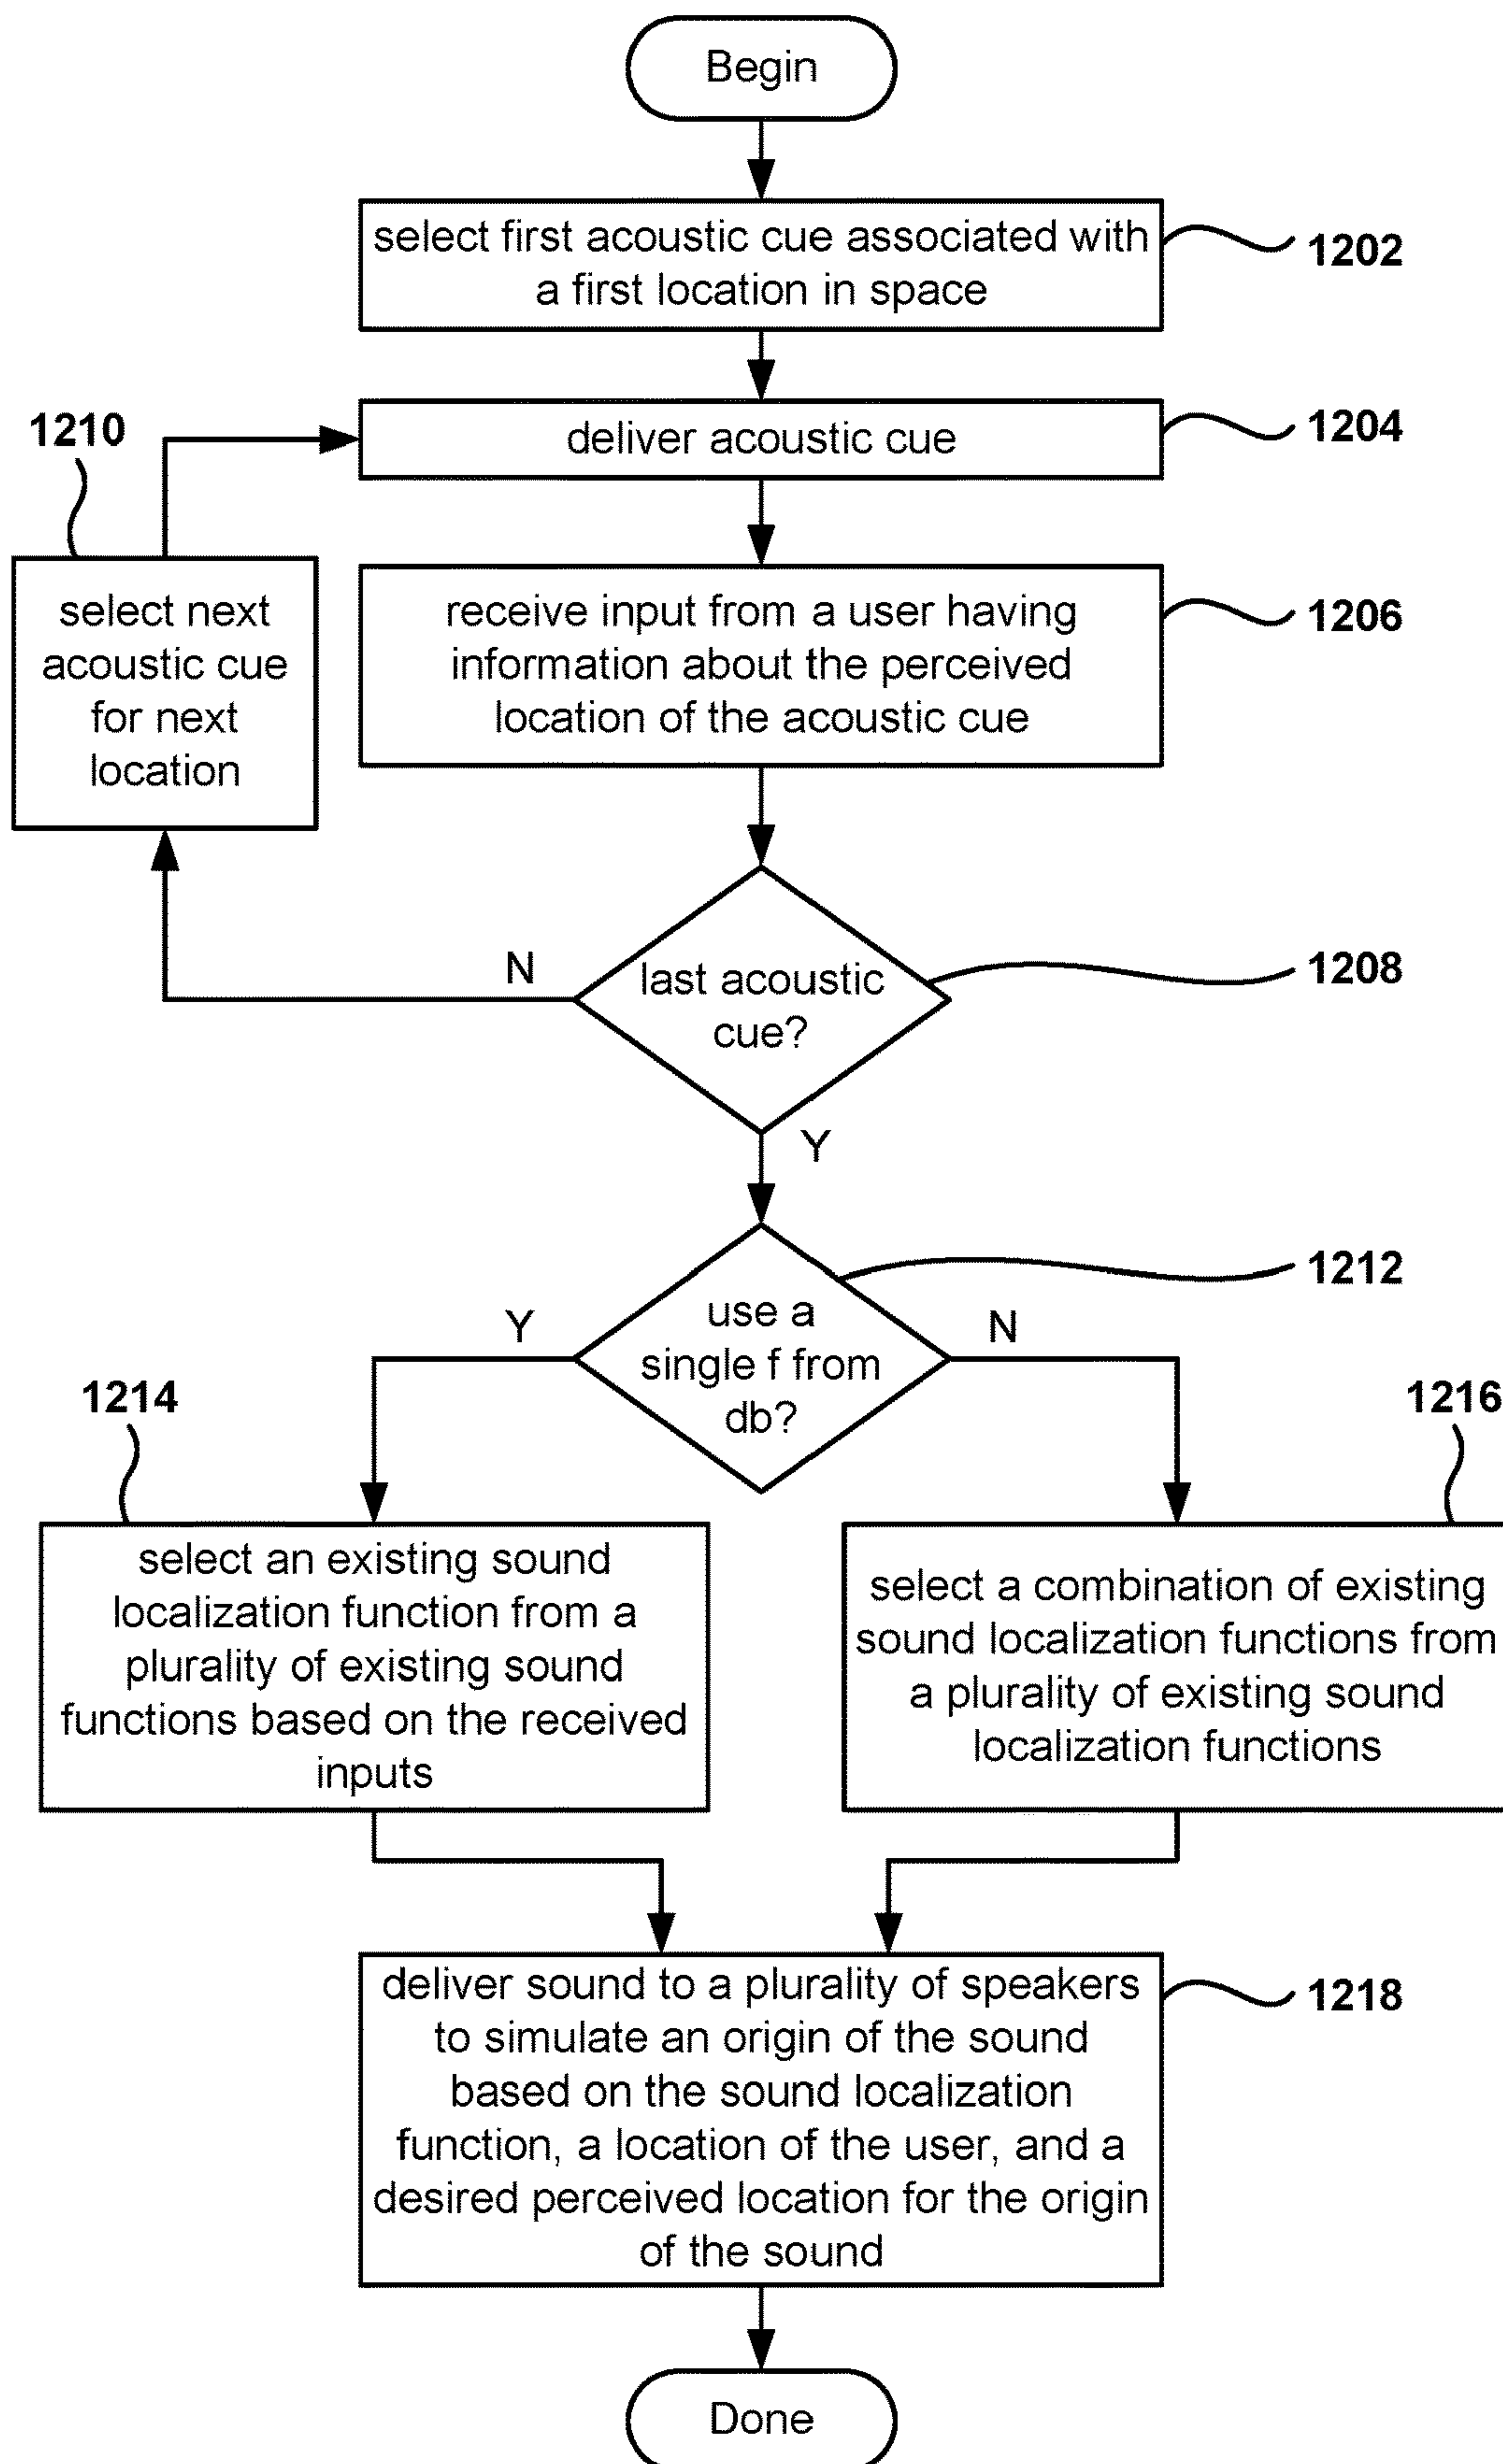 Begin
select first acoustic cue associated with
a first location in space
1202
1210
deliver acoustic cue
1204
select next
acoustic cue
for next
location
receive input from a user having
information about the perceived
location of the acoustic cue
1206
N
last acoustic
cue?
1208
Y
1212
Y
use a
single f from
db?
N
1214
1216
select an existing sound
localization function from a
plurality of existing sound
functions based on the received
inputs
select a combination of existing
sound localization functions from
a plurality of existing sound
localization functions
deliver sound to a plurality of speakers
to simulate an origin of the sound
based on the sound localization
function, a location of the user, and a
desired perceived location for the origin
of the sound
1218
Done